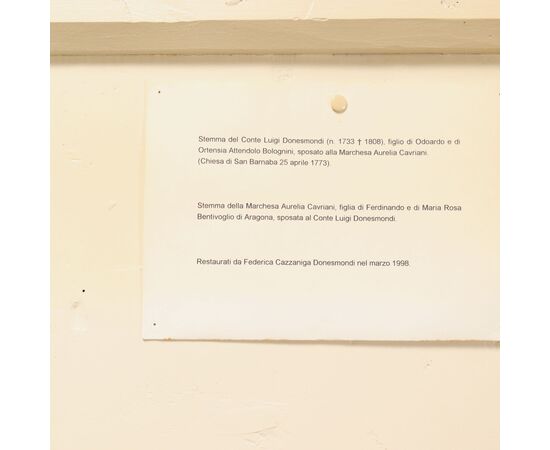 Stemma del Conte Luigi Donesmondi (n. 1733 † 1808), figlio di Odoardo e di
Ortensia Attendolo Bolognini, sposato alla Marchesa Aurelia Cavriani.
(Chiesa di San Barnaba 25 aprile 1773).
Stemma della Marchesa Aurelia Cavriani, figlia di Ferdinando e di Maria Rosa
Bentivoglio di Aragona, sposata al Conte Luigi Donesmondi.
Restaurati da Federica Cazzaniga Donesmondi nel marzo 1998.